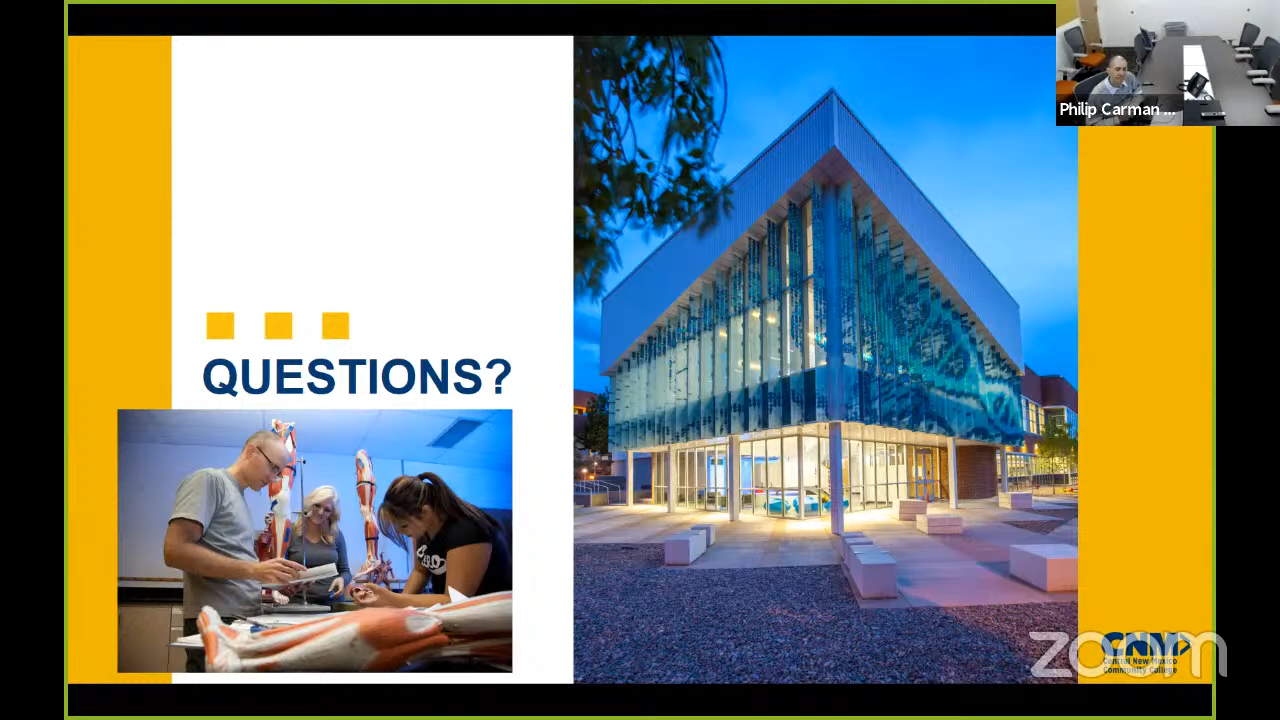 Philip Carman ...
QUESTIONS?
CNM
Central New Mexico
Community College
zoom